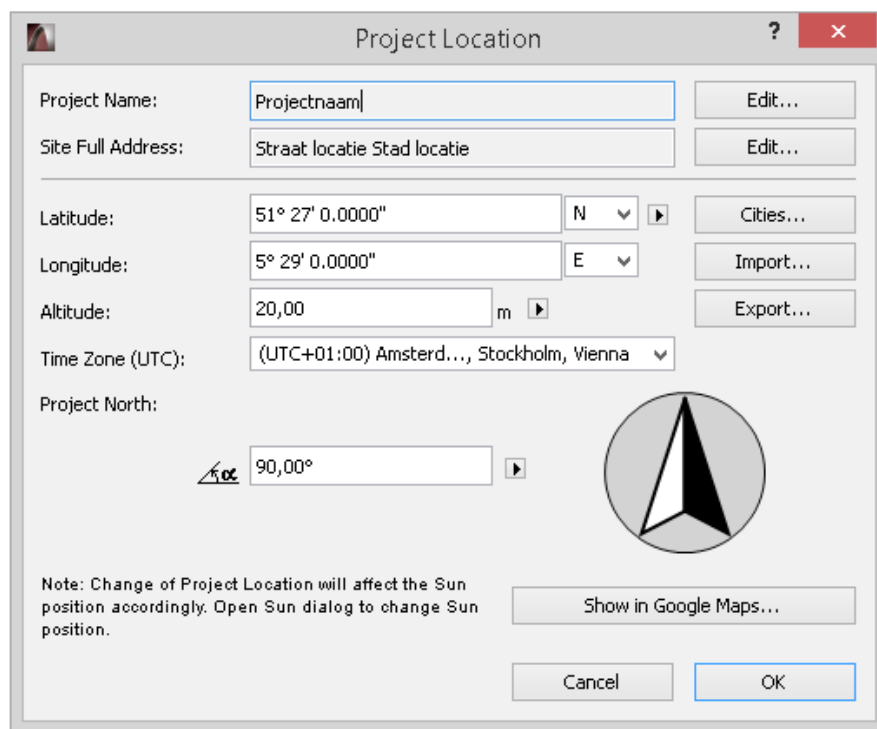 Project Location
?
Project Name: Projectnaam Edit...
Site Full Address: Straat locatie Stad locatie Edit...
Latitude: 51° 27' 0.0000" N Cities...
Longitude: 5° 29' 0.0000" E Import...
Altitude: 20,00 m Export...
Time Zone (UTC): (UTC+01:00) Amsterd..., Stockholm, Vienna
Project North:
α 90,00°
Note: Change of Project Location will affect the Sun
position accordingly. Open Sun dialog to change Sun
position.
Show in Google Maps...
Cancel OK